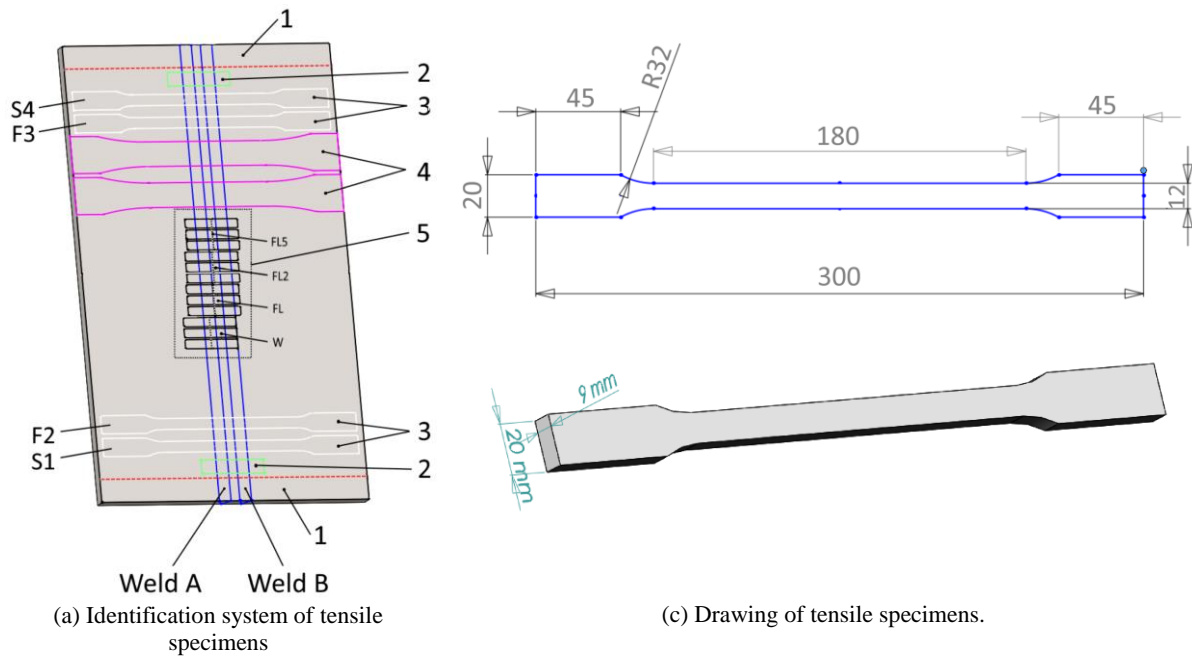 1
2
S4
3
F3
4
5
FL5
FL2
FL
W
F2
3
S1
2
1
Weld A
Weld B
(a) Identification system of tensile
specimens
R32
45
45
180
20
12
300
9 mm
20 mm
(c) Drawing of tensile specimens.